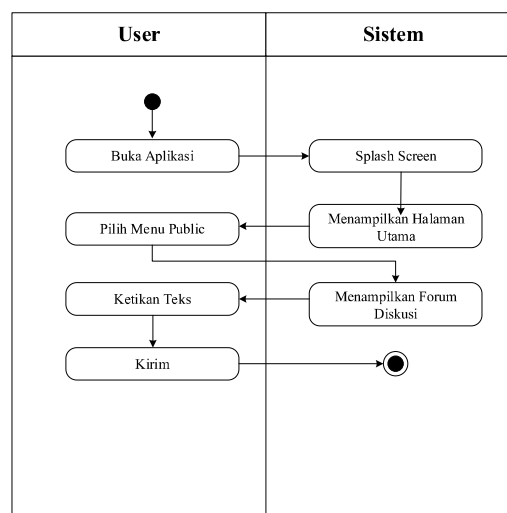 User
Sistem
Buka Aplikasi
Splash Screen
Pilih Menu Public
Menampilkan Halaman
Utama
Ketikan Teks
Menampilkan Forum
Diskusi
Kirim